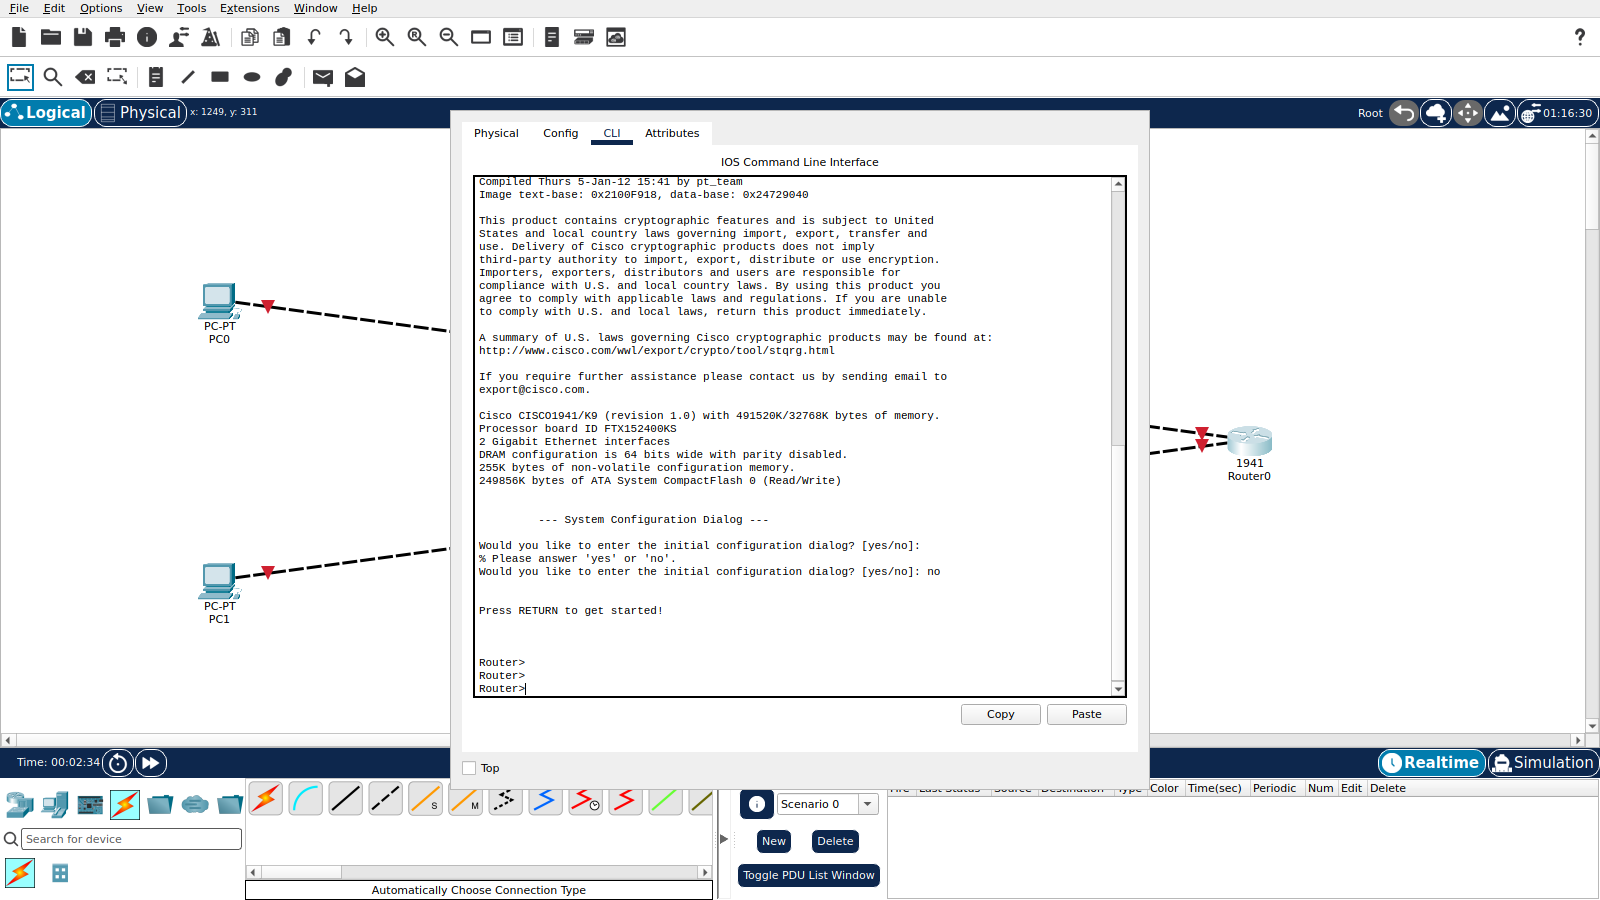 File Edit Options View Tools Extensions Window Help
Logical Physical x: 1249, y: 311 Root 01:16:30
Physical Config CLI Attributes
IOS Command Line Interface
Compiled Thurs 5-Jan-12 15:41 by pt_team
Image text-base: 0x2100F918, data-base: 0x24729040
This product contains cryptographic features and is subject to United
States and local country laws governing import, export, transfer and
use. Delivery of Cisco cryptographic products does not imply
third-party authority to import, export, distribute or use encryption.
Importers, exporters, distributors and users are responsible for
compliance with U.S. and local country laws. By using this product you
agree to comply with applicable laws and regulations. If you are unable
to comply with U.S. and local laws, return this product immediately.
A summary of U.S. laws governing Cisco cryptographic products may be found at:
http://www.cisco.com/wwl/export/crypto/tool/stqrg.html
If you require further assistance please contact us by sending email to
export@cisco.com.
Cisco CISCO1941/K9 (revision 1.0) with 491520K/32768K bytes of memory.
Processor board ID FTX152400KS
2 Gigabit Ethernet interfaces
DRAM configuration is 64 bits wide with parity disabled.
255K bytes of non-volatile configuration memory.
249856K bytes of ATA System CompactFlash 0 (Read/Write)
--- System Configuration Dialog ---
Would you like to enter the initial configuration dialog? [yes/no]:
% Please answer 'yes' or 'no'.
Would you like to enter the initial configuration dialog? [yes/no]: no
Press RETURN to get started!
Router>
Router>
Router>
Copy Paste
Top
PC-PT
PC0
PC-PT
PC1
1941
Router0
Time: 00:02:34 Realtime Simulation
S M
Search for device
Automatically Choose Connection Type
Scenario 0
New Delete
Toggle PDU List Window
Fire Last Status Source Destination Type Color Time(sec) Periodic Num Edit Delete